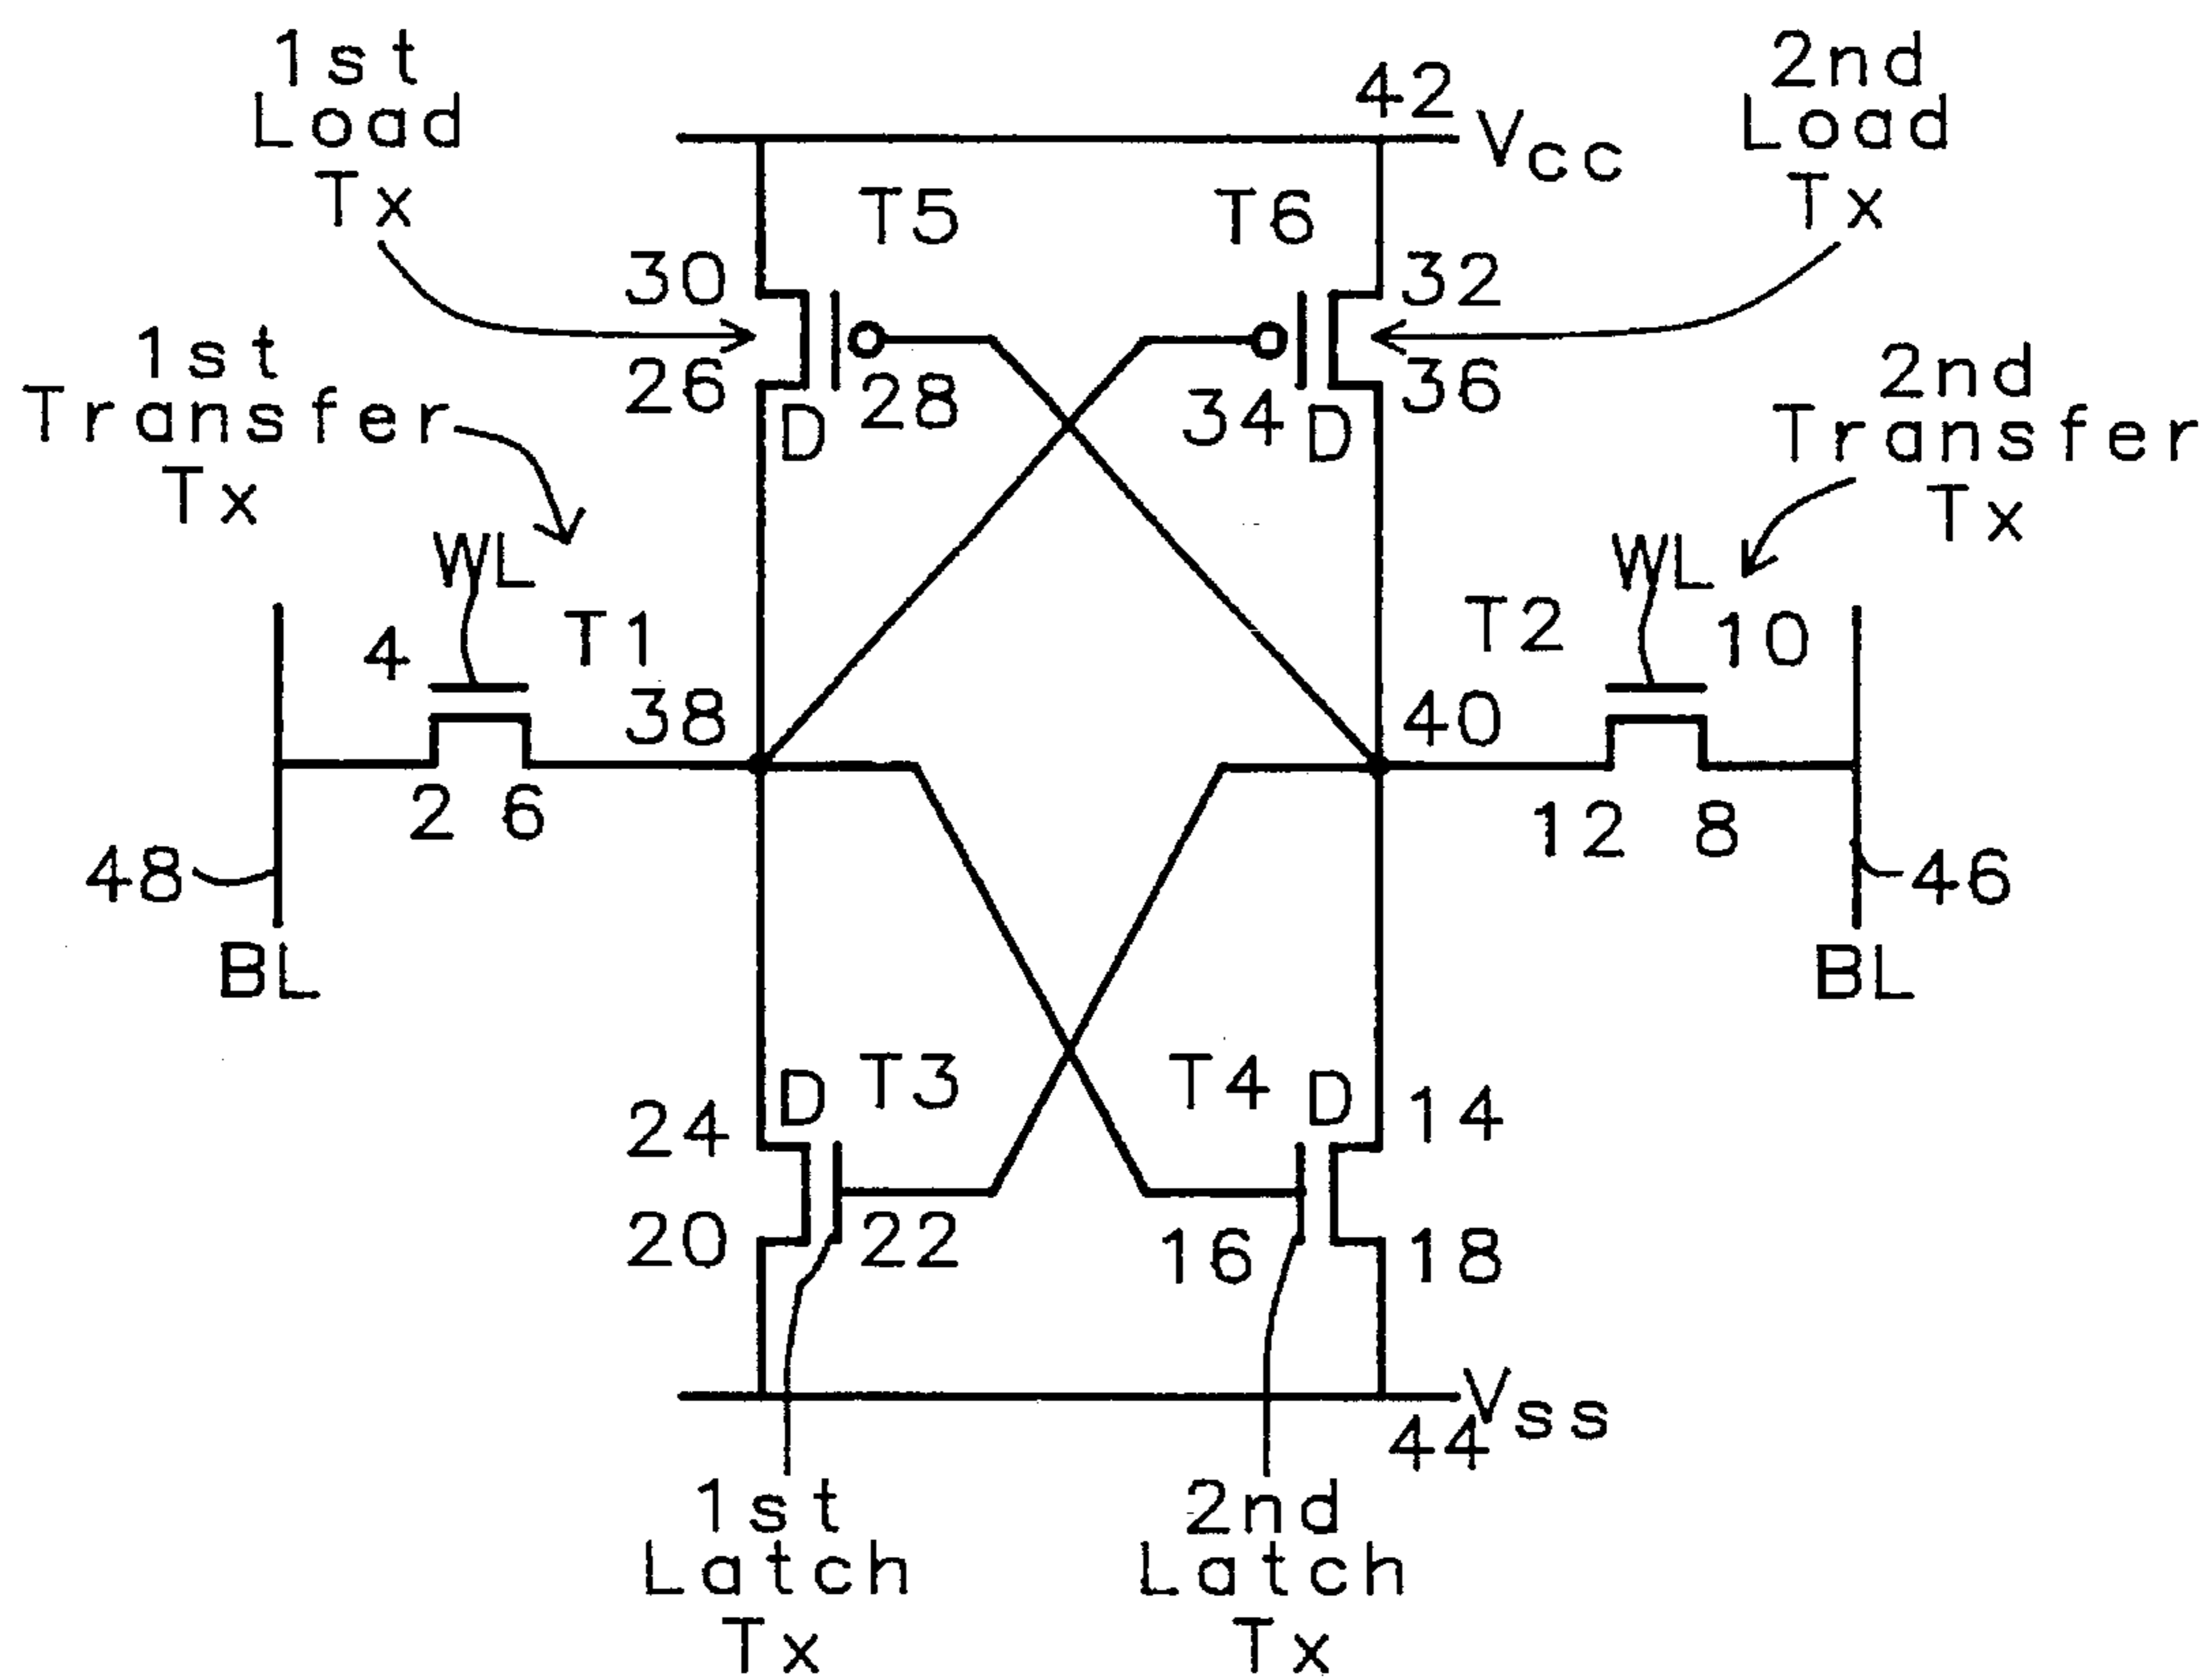 1st
Load
Tx
42
Vcc
2nd
Load
Tx
T5
T6
30
32
1st
Transfer
Tx
26
28
34
36
D
D
2nd
Transfer
Tx
WL
WL
4
T1
T2
10
38
40
2 6
12 8
48
46
BL
BL
24
D
T3
T4
D
14
20
22
16
18
Vss
44
1st
Latch
Tx
2nd
Latch
Tx